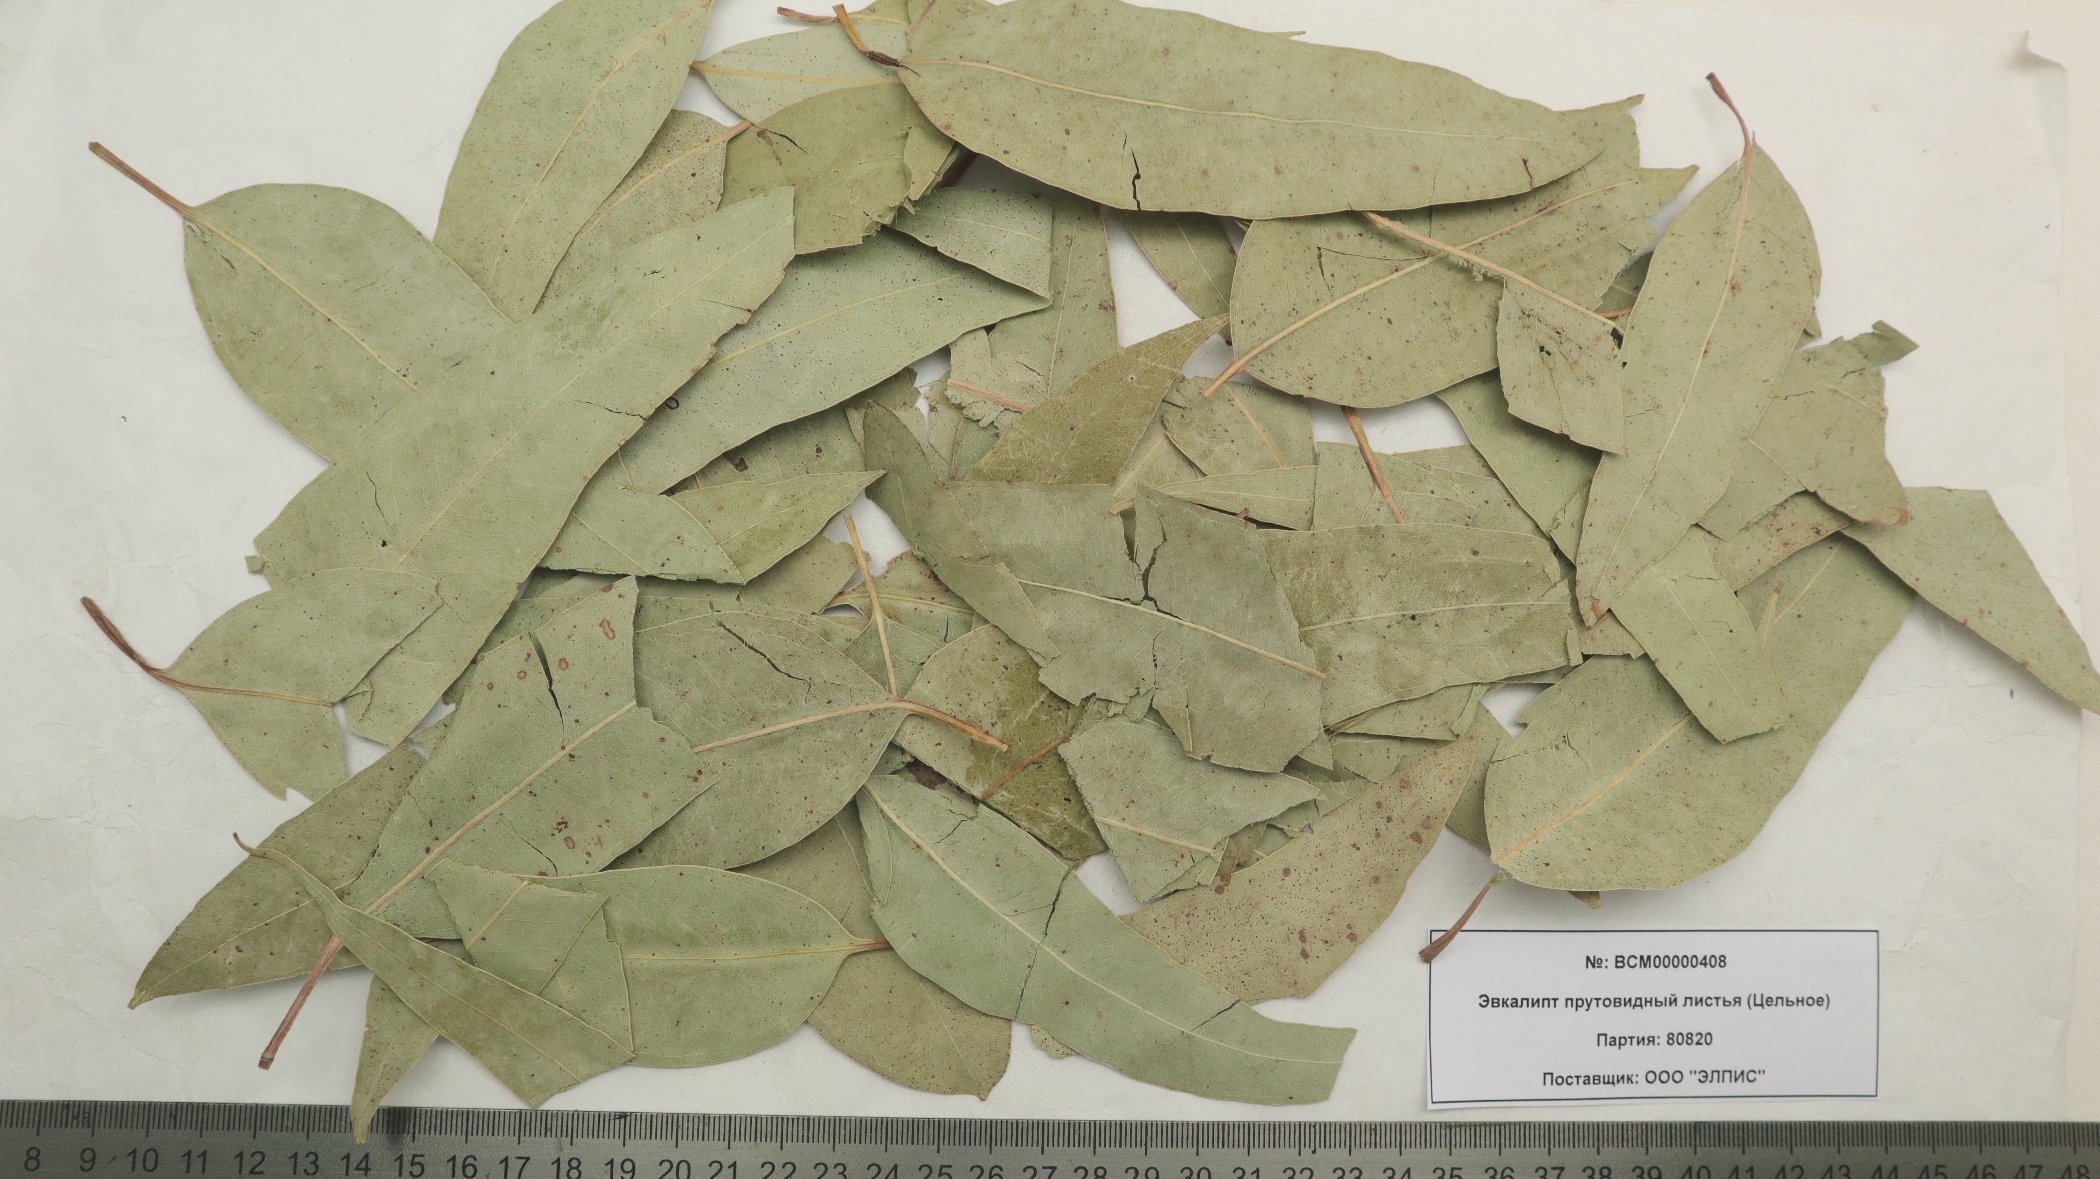 №: BCM00000408
Эвкалипт прутовидный листья (Цельное)
Партия: 80820
Поставщик: ООО "ЭЛПИС"
8 9 10 11 12 13 14 15 16 17 18 19 20 21 22 23 24 25 26 27 28 29 30 31 32 33 34 35 36 37 38 39 40 41 42 43 44 45 46 47 48